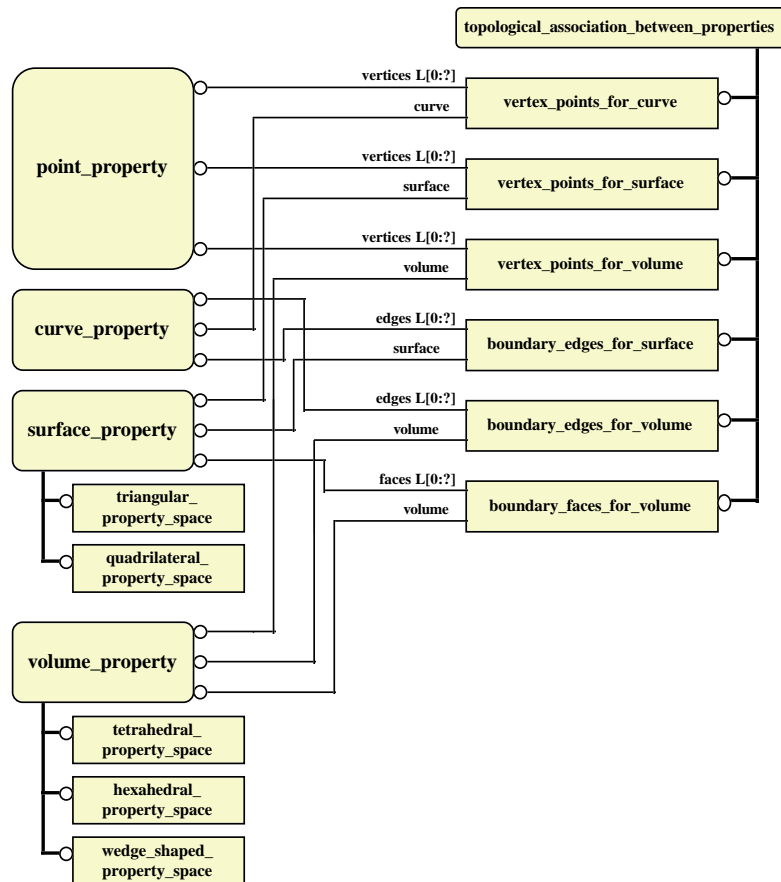 topological_association_between_properties
vertices L[0:?]
vertex_points_for_curve
curve
point_property
vertices L[0:?]
vertex_points_for_surface
surface
vertices L[0:?]
vertex_points_for_volume
volume
curve_property
edges L[0:?]
boundary_edges_for_surface
surface
surface_property
edges L[0:?]
boundary_edges_for_volume
volume
faces L[0:?]
boundary_faces_for_volume
volume
triangular_
property_space
quadrilateral_
property_space
volume_property
tetrahedral_
property_space
hexahedral_
property_space
wedge_shaped_
property_space